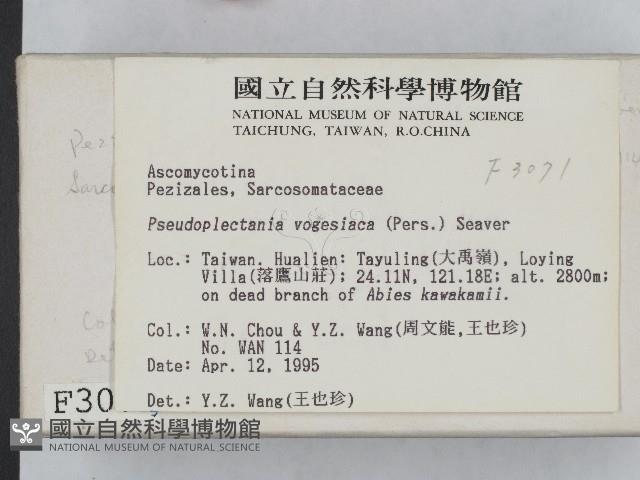 國立自然科學博物館
NATIONAL MUSEUM OF NATURAL SCIENCE
TAICHUNG, TAIWAN, R.O.CHINA
F3071
Ascomycotina
Pezizales, Sarcosomataceae
Pseudoplectania vogesiaca (Pers.) Seaver
Loc.: Taiwan. Hualien: Tayuling(大禹嶺), Loying
Villa(落鷹山莊); 24.11N, 121.18E; alt. 2800m;
on dead branch of Abies kawakamii.
Col.: W.N. Chou & Y.Z. Wang(周文能,王也珍)
No. WAN 114
Date: Apr. 12, 1995
Det.: Y.Z. Wang(王也珍)
F30
國立自然科學博物館
NATIONAL MUSEUM OF NATURAL SCIENCE